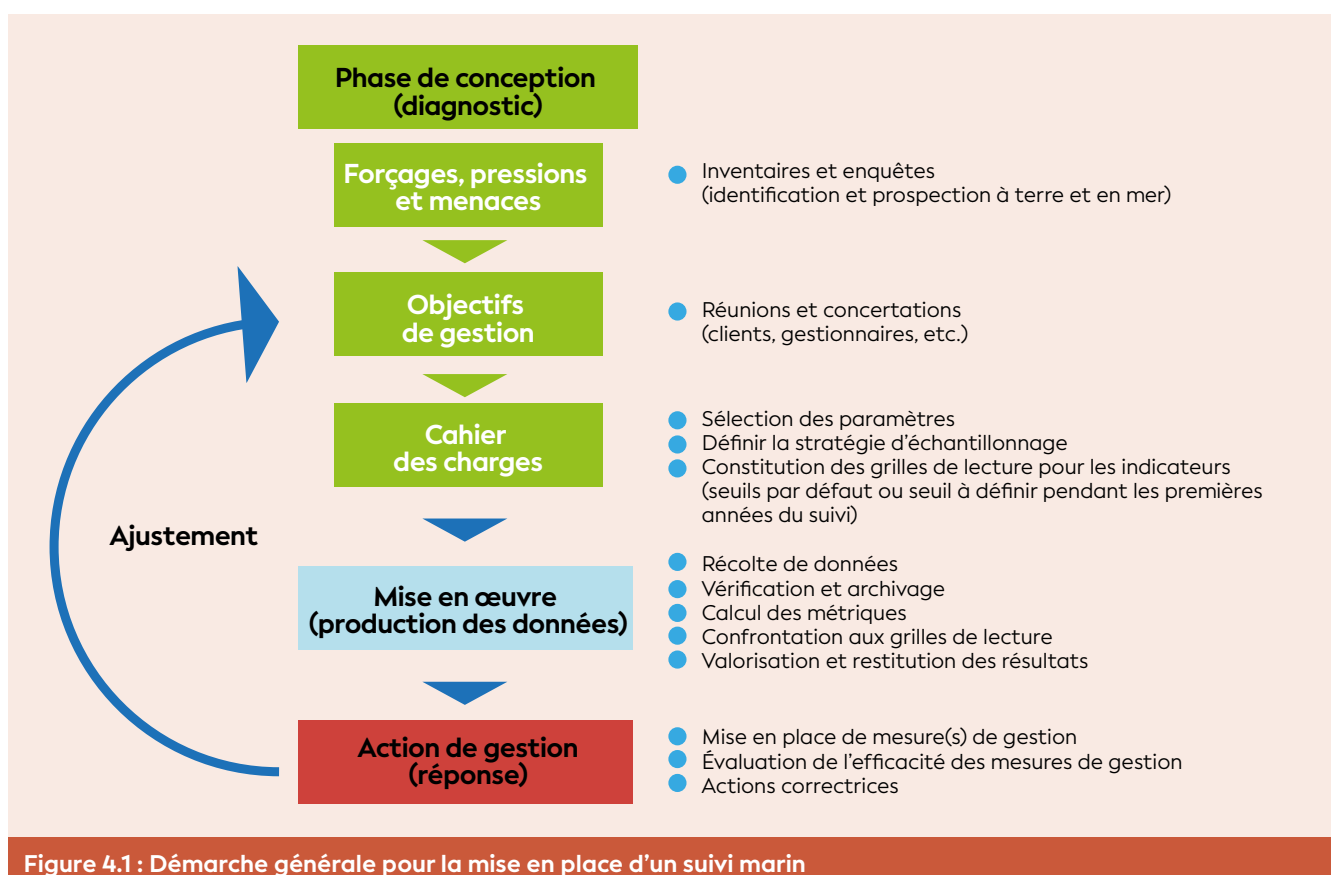 Phase de conception
(diagnostic)
Forçages, pressions
et menaces
Inventaires et enquêtes
(identification et prospection à terre et en mer)
Objectifs
de gestion
Réunions et concertations
(clients, gestionnaires, etc.)
Cahier
des charges
Sélection des paramètres
Définir la stratégie d'échantillonnage
Constitution des grilles de lecture pour les indicateurs
(seuils par défaut ou seuil à définir pendant les premières
années du suivi)
Ajustement
Mise en œuvre
(production des données)
Récolte de données
Vérification et archivage
Calcul des métriques
Confrontation aux grilles de lecture
Valorisation et restitution des résultats
Action de gestion
(réponse)
Mise en place de mesure(s) de gestion
Évaluation de l'efficacité des mesures de gestion
Actions correctrices
Figure 4.1 : Démarche générale pour la mise en place d'un suivi marin